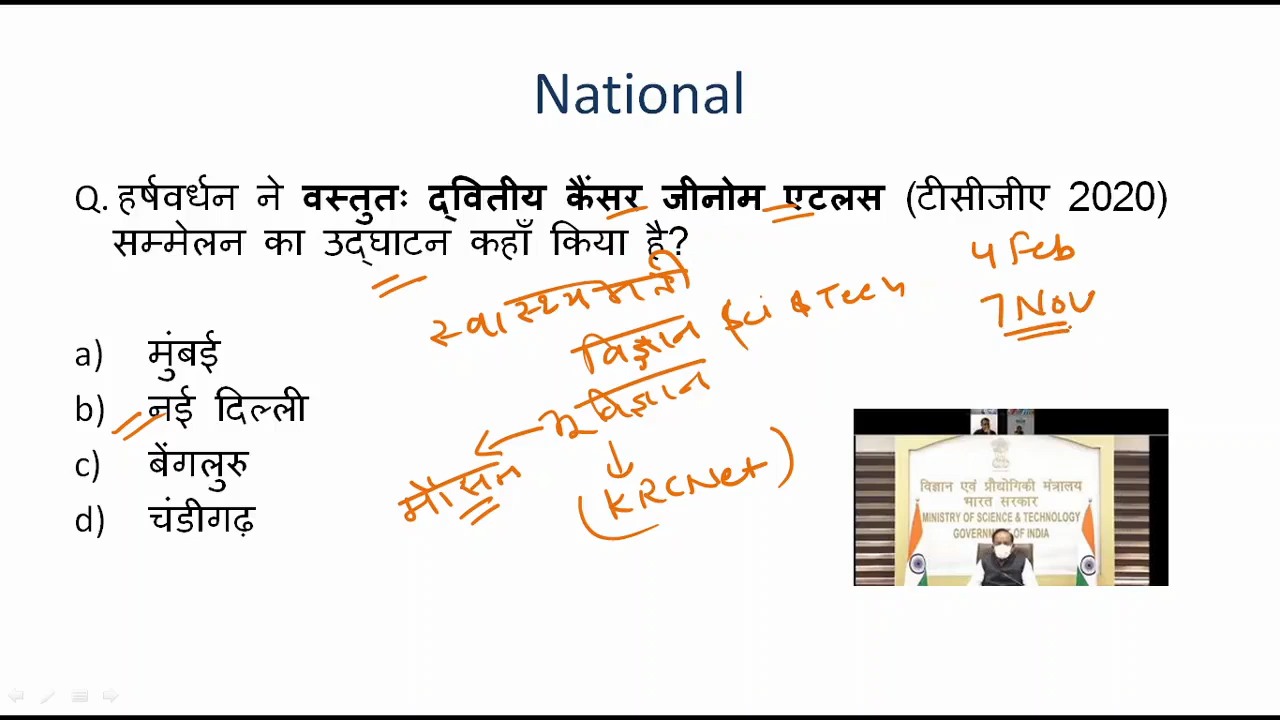 National
Q. हर्षवर्धन ने वस्तुतः द्वितीय कैंसर जीनोम एटलस (टीसीजीए 2020)
सम्मेलन का उद्घाटन कहाँ किया है?
4 Feb
7 Nov
स्वास्थ्य मंत्री
विज्ञान Sci & Tech
भू विज्ञान
मौसम
(KRCNet)
a) मुंबई
b) नई दिल्ली
c) बेंगलुरु
d) चंडीगढ़
विज्ञान एवं प्रौद्योगिकी मंत्रालय
भारत सरकार
MINISTRY OF SCIENCE & TECHNOLOGY
GOVERNMENT OF INDIA